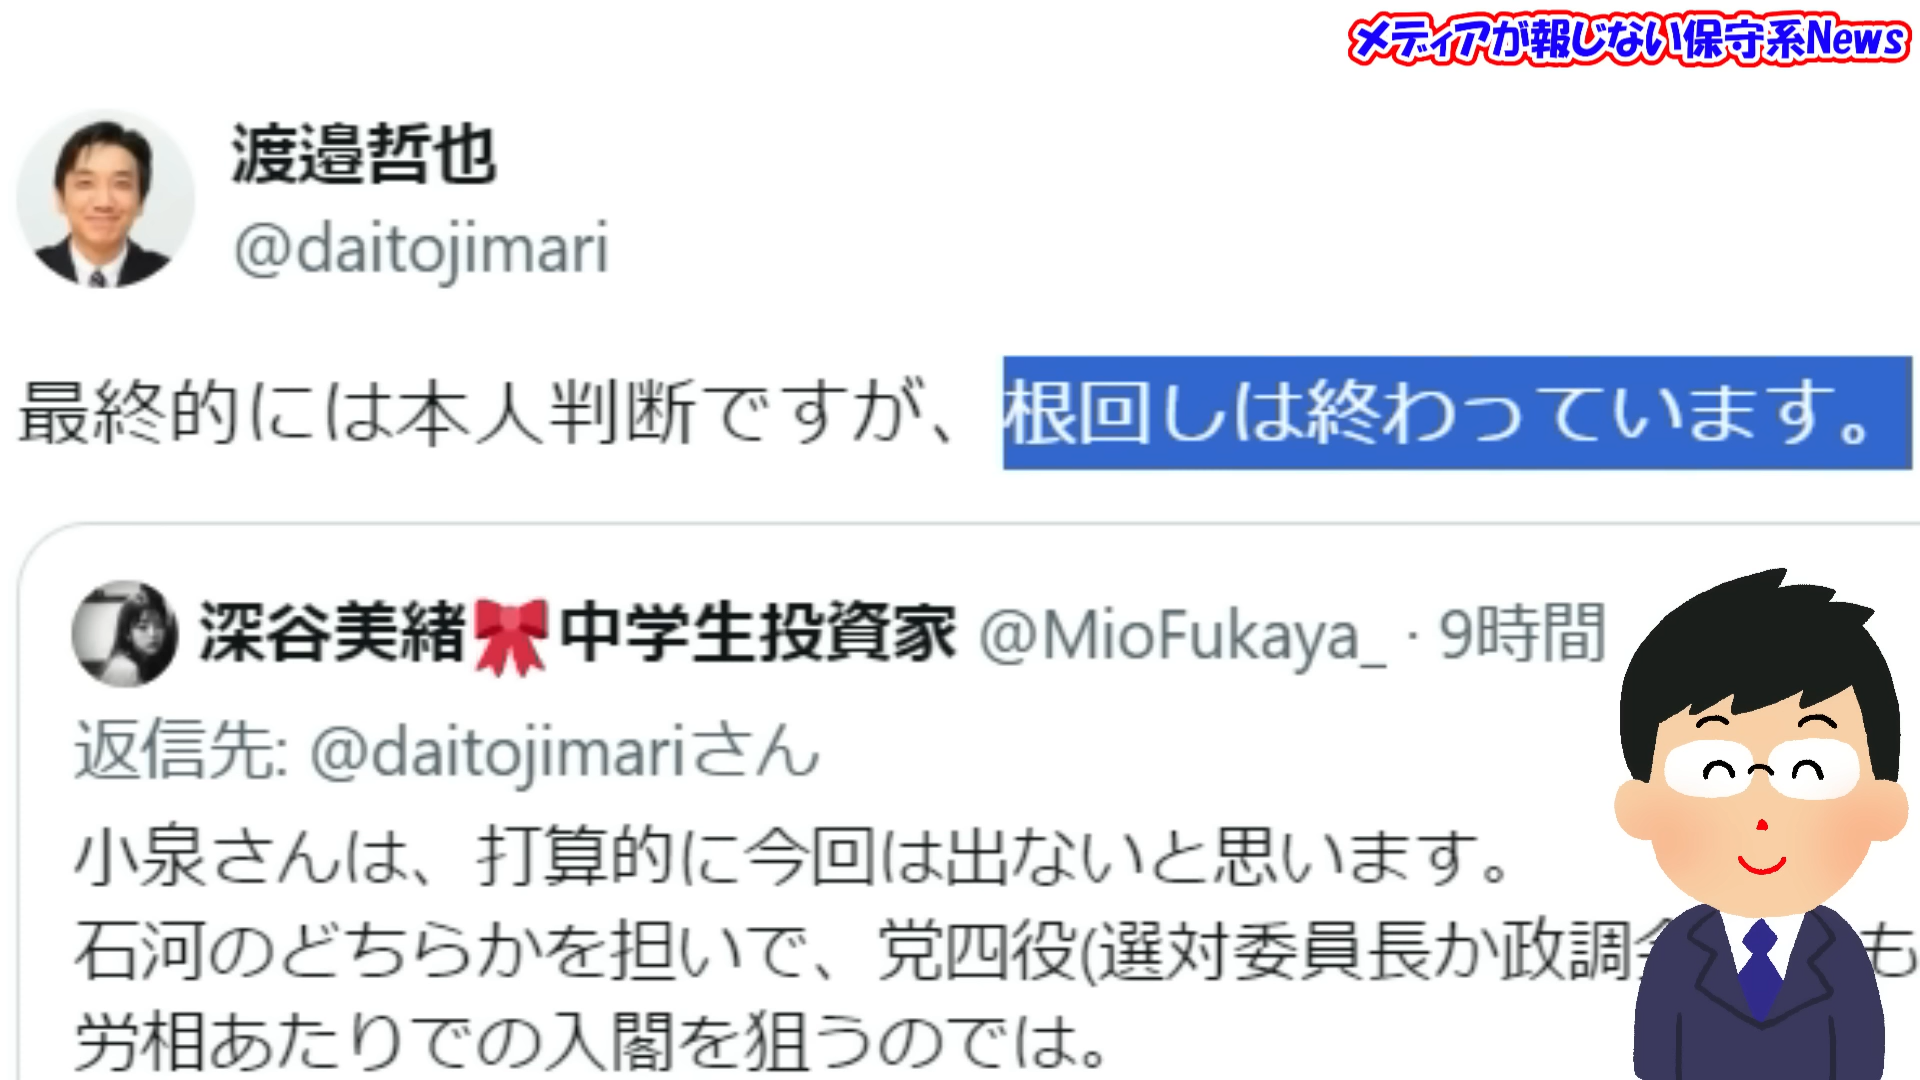 メディアが報じない保守系News
渡邉哲也
@daitojimari
最終的には本人判断ですが、根回しは終わっています。
深谷美緒🎀中学生投資家 @MioFukaya_ · 9時間
返信先: @daitojimariさん
小泉さんは、打算的に今回は出ないと思います。
石河のどちらかを担いで、党四役(選対委員長か政調 も
労相あたりでの入閣を狙うのでは。